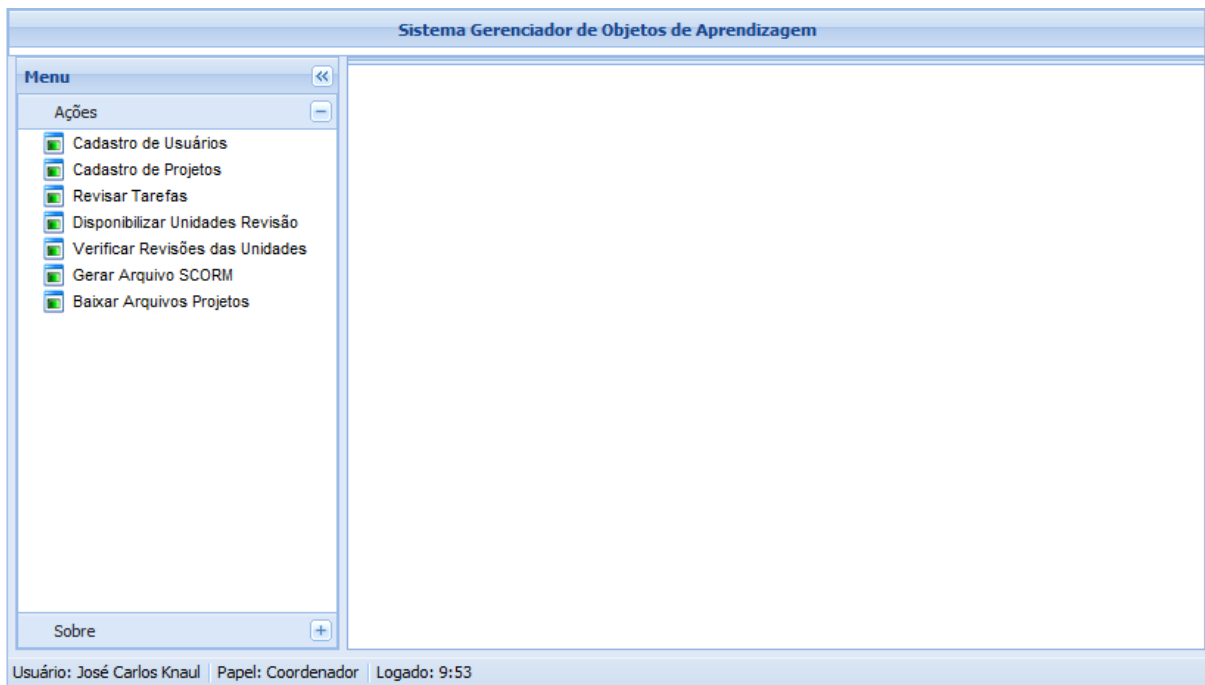 Sistema Gerenciador de Objetos de Aprendizagem
Menu
Ações
Cadastro de Usuários
Cadastro de Projetos
Revisar Tarefas
Disponibilizar Unidades Revisão
Verificar Revisões das Unidades
Gerar Arquivo SCORM
Baixar Arquivos Projetos
Sobre
Usuário: José Carlos Knaul Papel: Coordenador Logado: 9:53